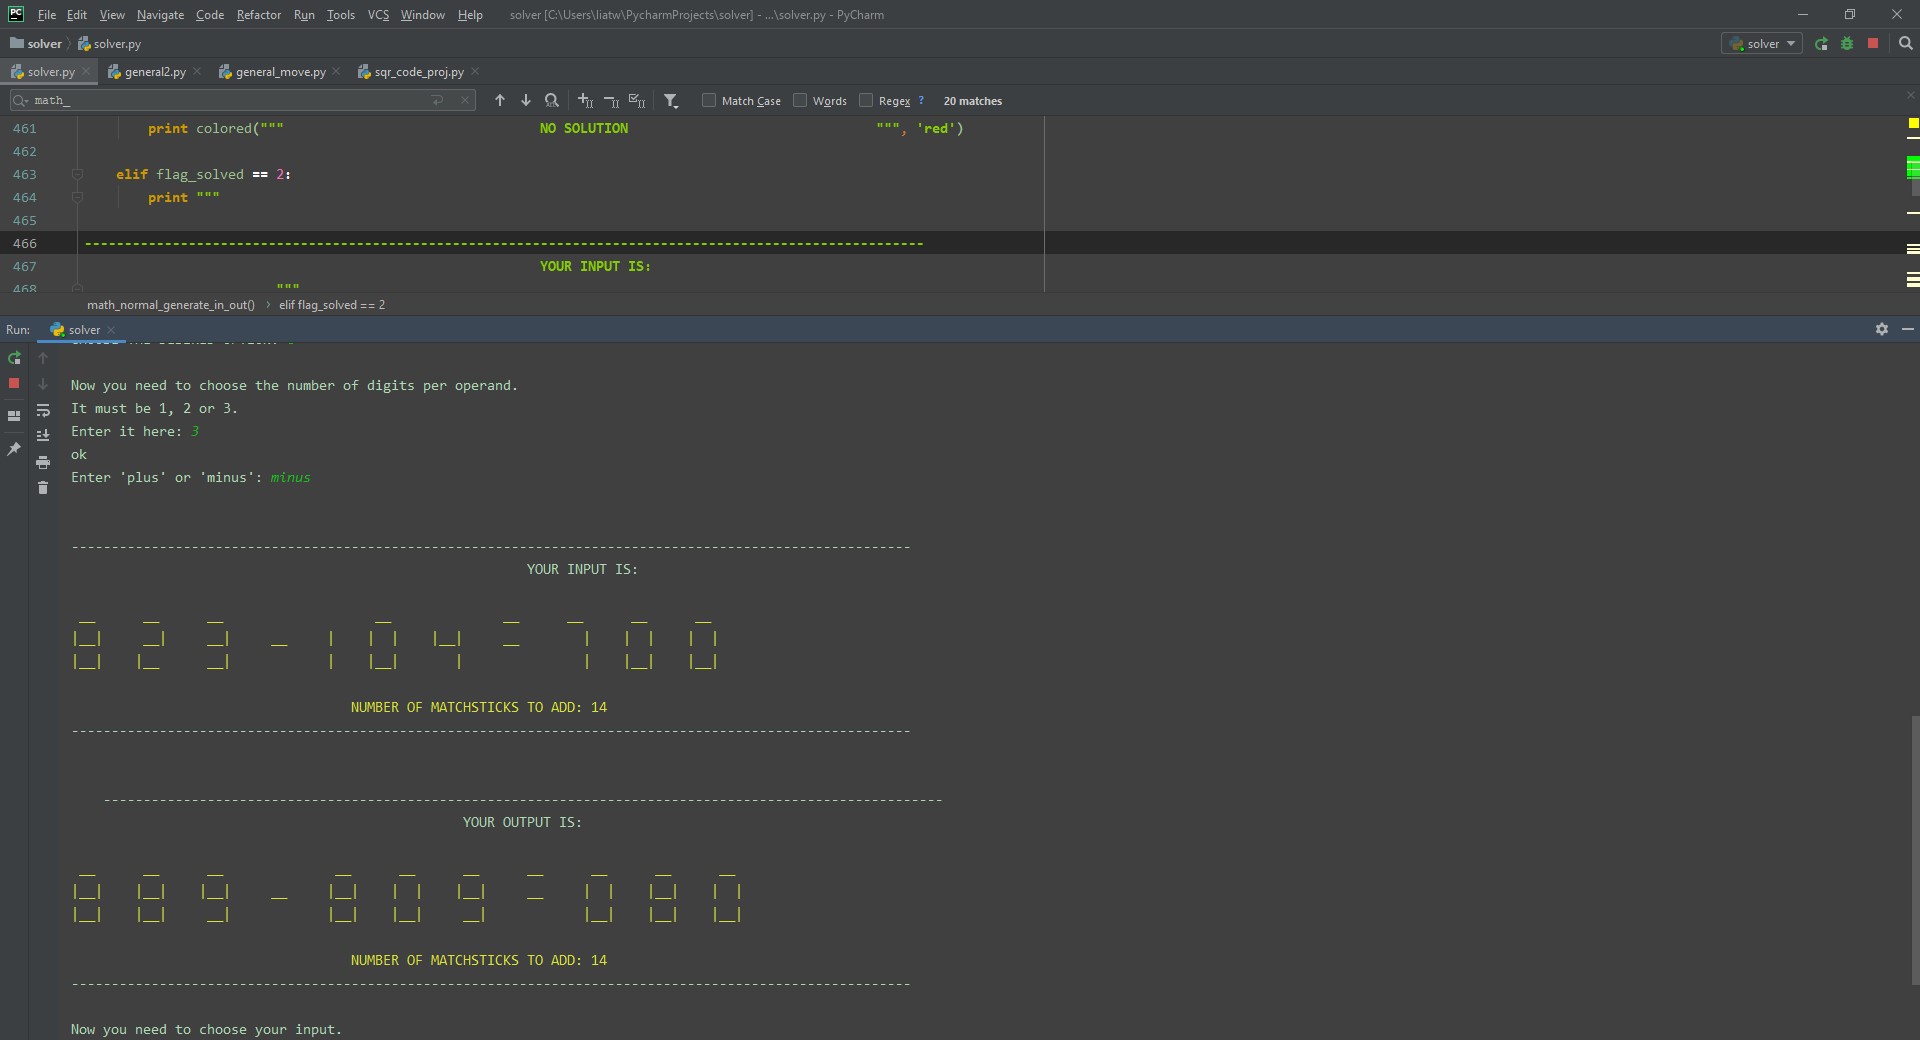 File Edit View Navigate Code Refactor Run Tools VCS Window Help solver [C:\Users\liatw\PycharmProjects\solver] - ...\solver.py - PyCharm
solver solver.py solver
solver.py general2.py general_move.py sqr_code_proj.py
math_ Match Case Words Regex ? 20 matches
461 print colored(""" NO SOLUTION """, 'red')
462
463 elif flag_solved == 2:
464 print """
465
466 ---------------------------------------------------------------------------------------------------------
467 YOUR INPUT IS:
468 """
math_normal_generate_in_out() › elif flag_solved == 2
Run: solver
Now you need to choose the number of digits per operand.
It must be 1, 2 or 3.
Enter it here: 3
ok
Enter 'plus' or 'minus': minus
---------------------------------------------------------------------------------------------------------
YOUR INPUT IS:
823 - 104 = 700
NUMBER OF MATCHSTICKS TO ADD: 14
---------------------------------------------------------------------------------------------------------
---------------------------------------------------------------------------------------------------------
YOUR OUTPUT IS:
889 - 809 = 080
NUMBER OF MATCHSTICKS TO ADD: 14
---------------------------------------------------------------------------------------------------------
Now you need to choose your input.